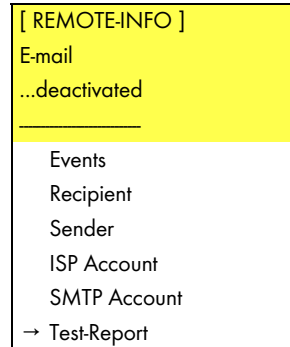 [ REMOTE-INFO ]
E-mail
...deactivated
Events
Recipient
Sender
ISP Account
SMTP Account
→ Test-Report